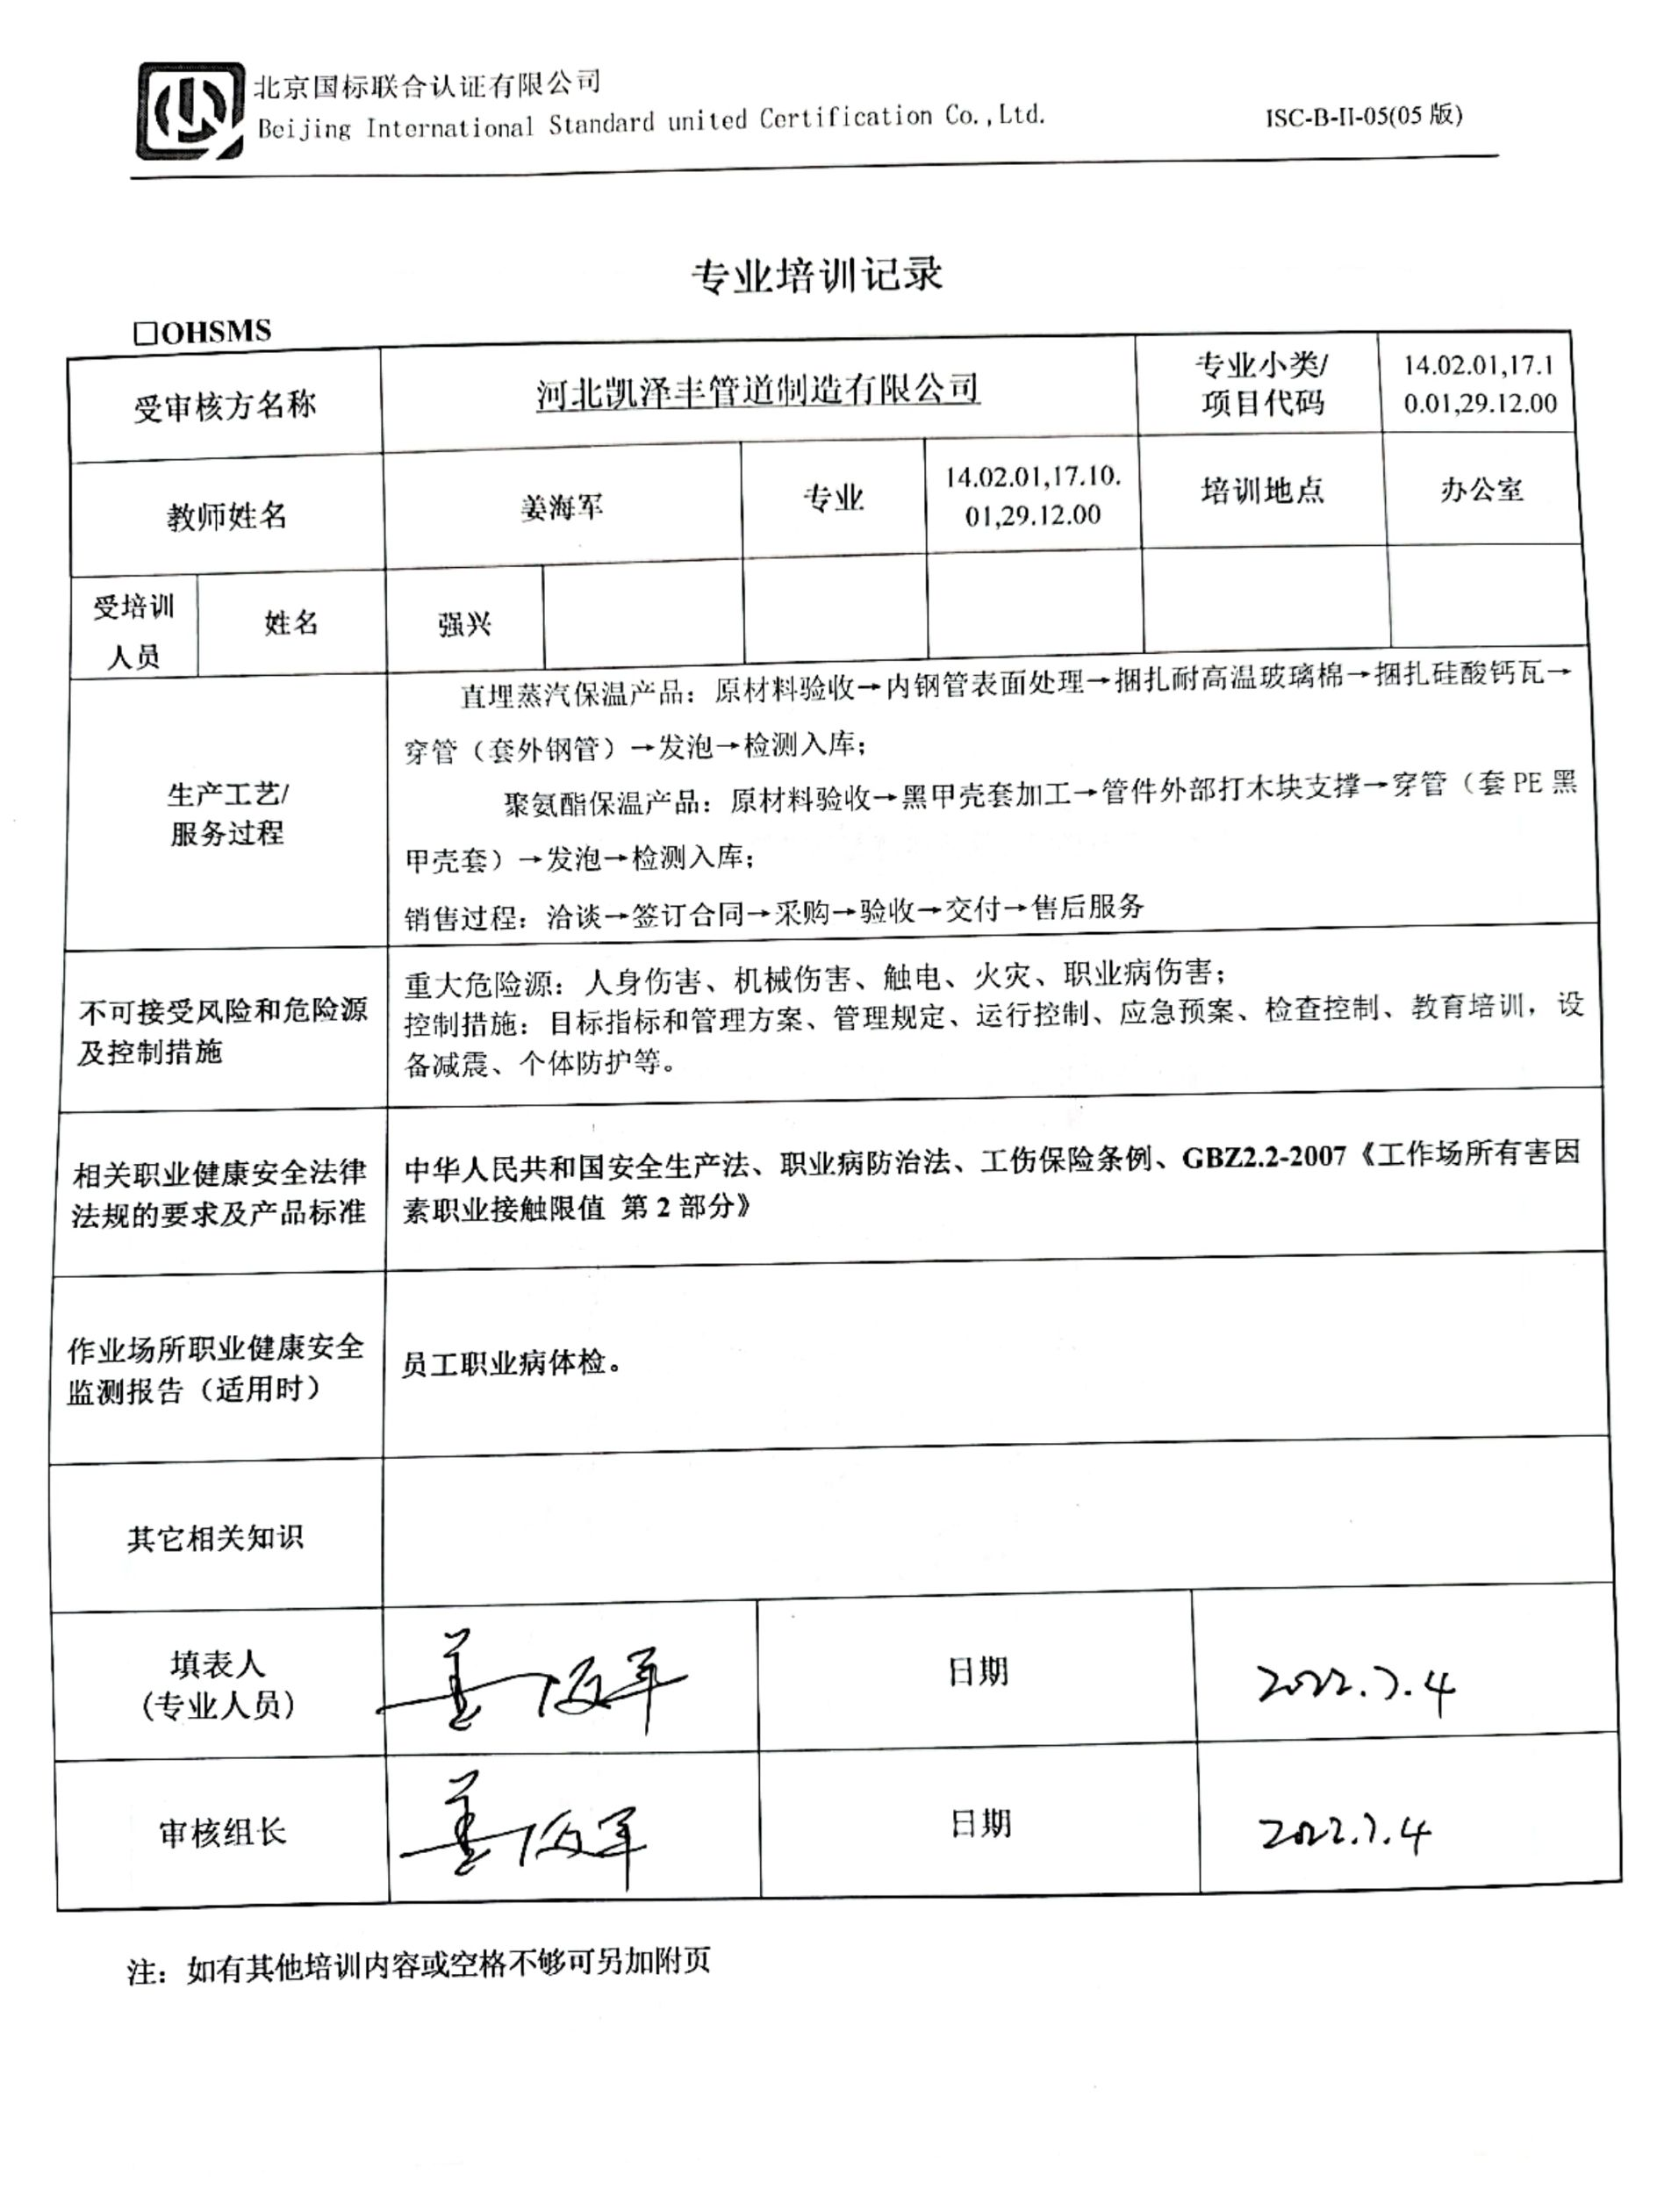 北京国标联合认证有限公司
Beijing International Standard united Certification Co.,Ltd.
ISC-B-II-05(05 版)
专业培训记录
□OHSMS
受审核方名称
河北凯泽丰管道制造有限公司
专业小类/
项目代码
14.02.01,17.1
0.01,29.12.00
教师姓名
姜海军
专业
14.02.01,17.10.
01,29.12.00
培训地点
办公室
受培训
人员
姓名
强兴
生产工艺/
服务过程
直埋蒸汽保温产品：原材料验收→内钢管表面处理→捆扎耐高温玻璃棉→捆扎硅酸钙瓦→
穿管（套外钢管）→发泡→检测入库；
聚氨酯保温产品：原材料验收→黑甲壳套加工→管件外部打木块支撑→穿管（套 PE 黑
甲壳套）→发泡→检测入库；
销售过程：洽谈→签订合同→采购→验收→交付→售后服务
不可接受风险和危险源
及控制措施
重大危险源：人身伤害、机械伤害、触电、火灾、职业病伤害；
控制措施：目标指标和管理方案、管理规定、运行控制、应急预案、检查控制、教育培训，设
备减震、个体防护等。
相关职业健康安全法律
法规的要求及产品标准
中华人民共和国安全生产法、职业病防治法、工伤保险条例、GBZ2.2-2007《工作场所有害因
素职业接触限值 第 2 部分》
作业场所职业健康安全
监测报告（适用时）
员工职业病体检。
其它相关知识
填表人
(专业人员)
姜海军
日期
2022.7.4
审核组长
姜海军
日期
2022.7.4
注：如有其他培训内容或空格不够可另加附页